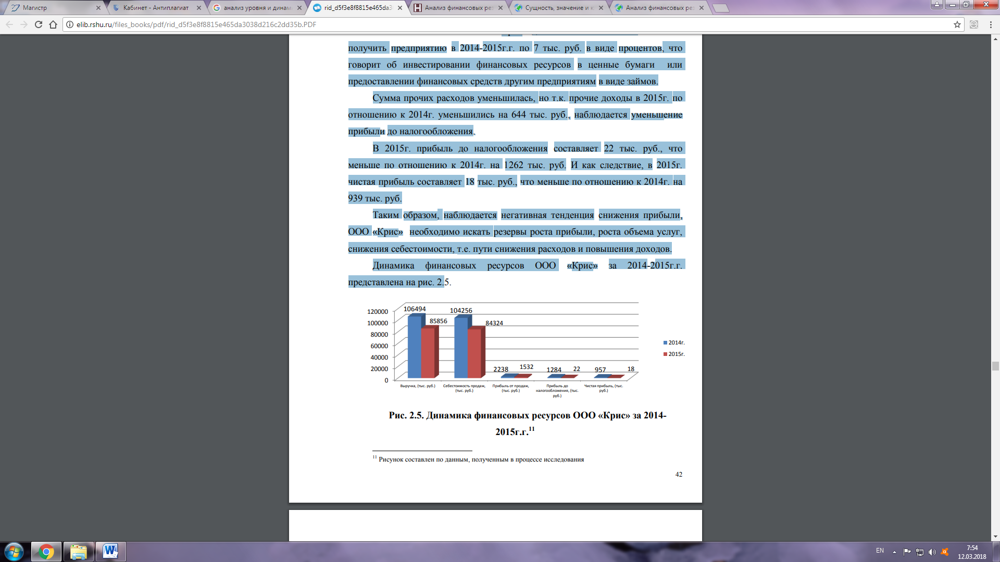 Магистр
Кабинет - Антиплагиат
анализ уровня и динам
rid_d5f3e8f8815e465da3
Анализ финансовых рез
Сущность, значение и к
Анализ финансовых рез
elib.rshu.ru/files_books/pdf/rid_d5f3e8f8815e465da3038d216c2dd35b.PDF
получить предприятию в 2014-2015г.г. по 7 тыс. руб. в виде процентов, что
говорит об инвестировании финансовых ресурсов в ценные бумаги или
предоставлении финансовых средств другим предприятиям в виде займов.
Сумма прочих расходов уменьшилась, но т.к. прочие доходы в 2015г. по
отношению к 2014г. уменьшились на 644 тыс. руб., наблюдается уменьшение
прибыли до налогообложения.
В 2015г. прибыль до налогообложения составляет 22 тыс. руб., что
меньше по отношению к 2014г. на 1262 тыс. руб. И как следствие, в 2015г.
чистая прибыль составляет 18 тыс. руб., что меньше по отношению к 2014г. на
939 тыс. руб.
Таким образом, наблюдается негативная тенденция снижения прибыли,
ООО «Крис» необходимо искать резервы роста прибыли, роста объема услуг,
снижения себестоимости, т.е. пути снижения расходов и повышения доходов.
Динамика финансовых ресурсов ООО «Крис» за 2014-2015г.г.
представлена на рис. 2.5.
120000
100000
80000
60000
40000
20000
0
106494
85856
104256
84324
2238
1532
1284
22
957
18
Выручка, (тыс. руб.)
Себестоимость продаж,
(тыс. руб.)
Прибыль от продаж,
(тыс. руб.)
Прибыль до
налогообложения, (тыс.
руб.)
Чистая прибыль, (тыс.
руб.)
2014г.
2015г.
Рис. 2.5. Динамика финансовых ресурсов ООО «Крис» за 2014-
2015г.г.11
11 Рисунок составлен по данным, полученным в процессе исследования
42
EN
7:54
12.03.2018